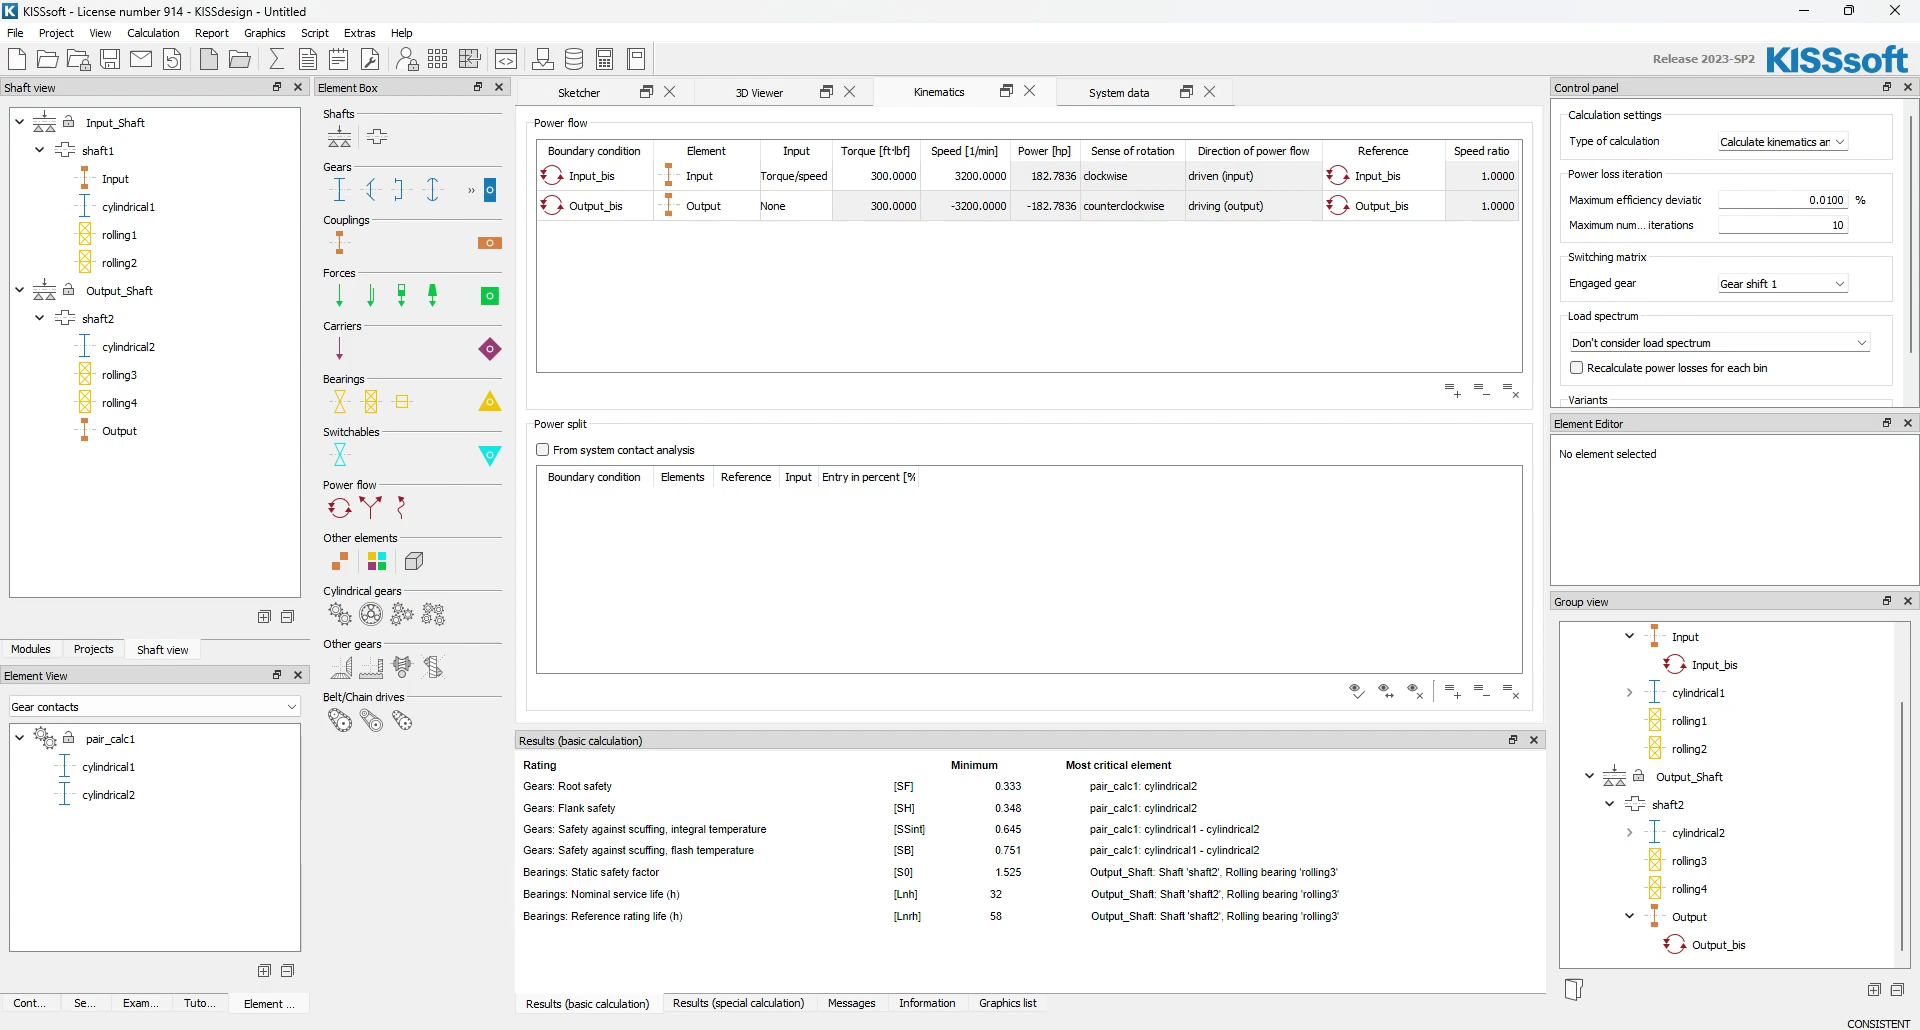 KISSsoft - License number 914 - KISSdesign - Untitled
File Project View Calculation Report Graphics Script Extras Help
Release 2023-SP2 KISSsoft
Shaft view
Input_Shaft
shaft1
Input
cylindrical1
rolling1
rolling2
Output_Shaft
shaft2
cylindrical2
rolling3
rolling4
Output
Modules Projects Shaft view
Element View
Gear contacts
pair_calc1
cylindrical1
cylindrical2
Cont... Se... Exam... Tuto... Element ...
Element Box
Shafts
Gears
»
Couplings
Forces
Carriers
Bearings
Switchables
Power flow
Other elements
Cylindrical gears
Other gears
Belt/Chain drives
Sketcher 3D Viewer Kinematics System data
Power flow
Boundary condition Element Input Torque [ft·lbf] Speed [1/min] Power [hp] Sense of rotation Direction of power flow Reference Speed ratio
Input_bis Input Torque/speed 300.0000 3200.0000 182.7836 clockwise driven (input) Input_bis 1.0000
Output_bis Output None 300.0000 -3200.0000 -182.7836 counterclockwise driving (output) Output_bis 1.0000
Power split
From system contact analysis
Boundary condition Elements Reference Input Entry in percent [%
Results (basic calculation)
Rating Minimum Most critical element
Gears: Root safety [SF] 0.333 pair_calc1: cylindrical2
Gears: Flank safety [SH] 0.348 pair_calc1: cylindrical2
Gears: Safety against scuffing, integral temperature [SSint] 0.645 pair_calc1: cylindrical1 - cylindrical2
Gears: Safety against scuffing, flash temperature [SB] 0.751 pair_calc1: cylindrical1 - cylindrical2
Bearings: Static safety factor [S0] 1.525 Output_Shaft: Shaft 'shaft2', Rolling bearing 'rolling3'
Bearings: Nominal service life (h) [Lnh] 32 Output_Shaft: Shaft 'shaft2', Rolling bearing 'rolling3'
Bearings: Reference rating life (h) [Lnrh] 58 Output_Shaft: Shaft 'shaft2', Rolling bearing 'rolling3'
Results (basic calculation) Results (special calculation) Messages Information Graphics list
Control panel
Calculation settings
Type of calculation Calculate kinematics ar
Power loss iteration
Maximum efficiency deviatic 0.0100 %
Maximum num... iterations 10
Switching matrix
Engaged gear Gear shift 1
Load spectrum
Don't consider load spectrum
Recalculate power losses for each bin
Variants
Element Editor
No element selected
Group view
Input
Input_bis
cylindrical1
rolling1
rolling2
Output_Shaft
shaft2
cylindrical2
rolling3
rolling4
Output
Output_bis
CONSISTENT